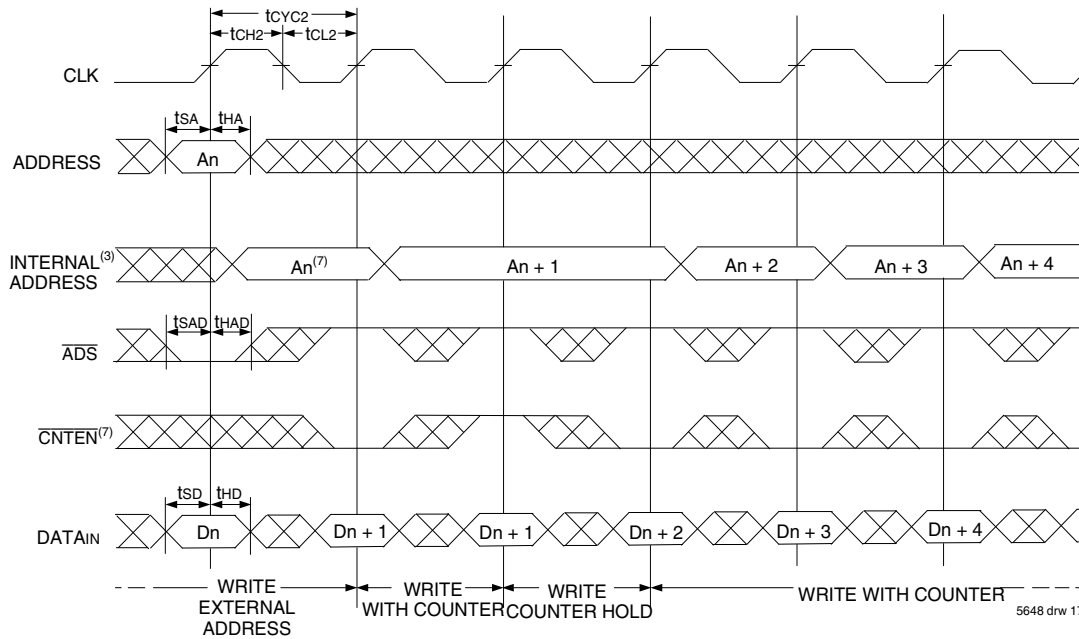 tCYC2
tCH2 tCL2
CLK
tSA tHA
ADDRESS An
INTERNAL(3)
ADDRESS
An(7) An + 1 An + 2 An + 3 An + 4
tSAD tHAD
ADS
CNTEN(7)
tSD tHD
DATAIN Dn Dn + 1 Dn + 1 Dn + 2 Dn + 3 Dn + 4
WRITE
EXTERNAL
ADDRESS
WRITE
WITH COUNTER
WRITE
COUNTER HOLD
WRITE WITH COUNTER
5648 drw 17